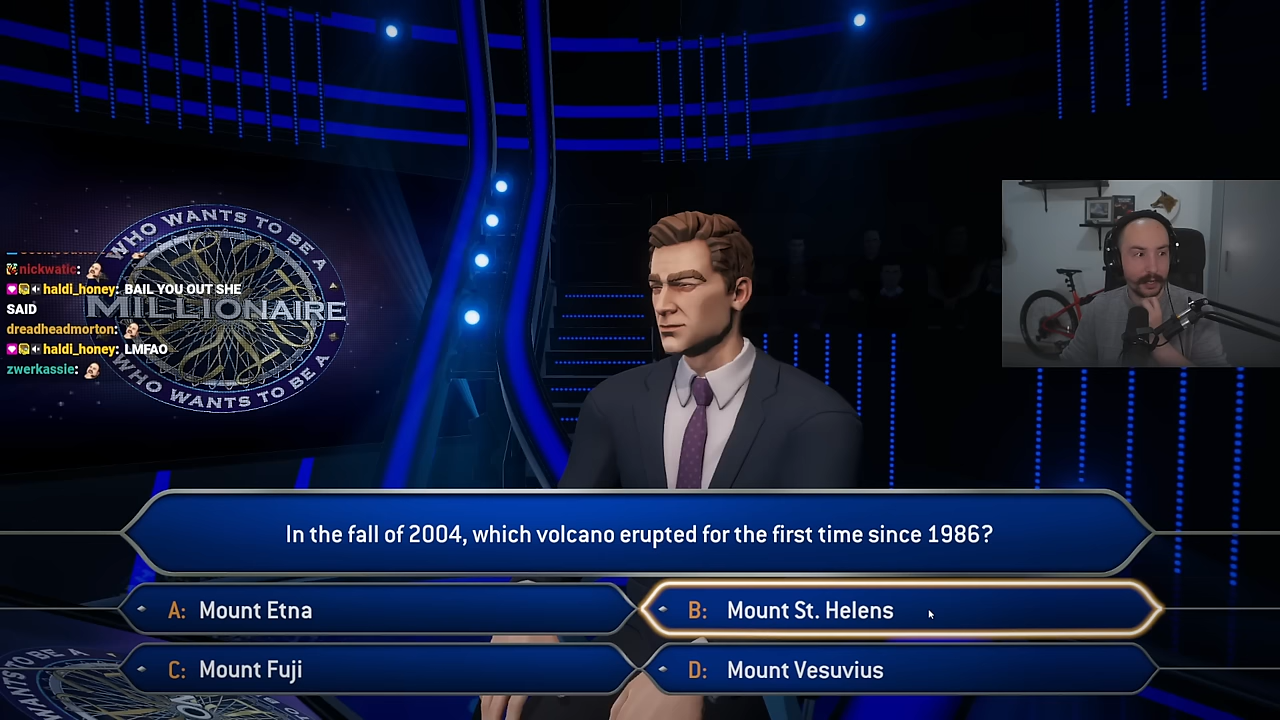 WHO WANTS TO BE A
MILLIONAIRE
WHO WANTS TO BE A
nickwatic:
haldi_honey: BAIL YOU OUT SHE
SAID
dreadheadmorton:
haldi_honey: LMFAO
zwerkassie:
In the fall of 2004, which volcano erupted for the first time since 1986?
A: Mount Etna
B: Mount St. Helens
C: Mount Fuji
D: Mount Vesuvius